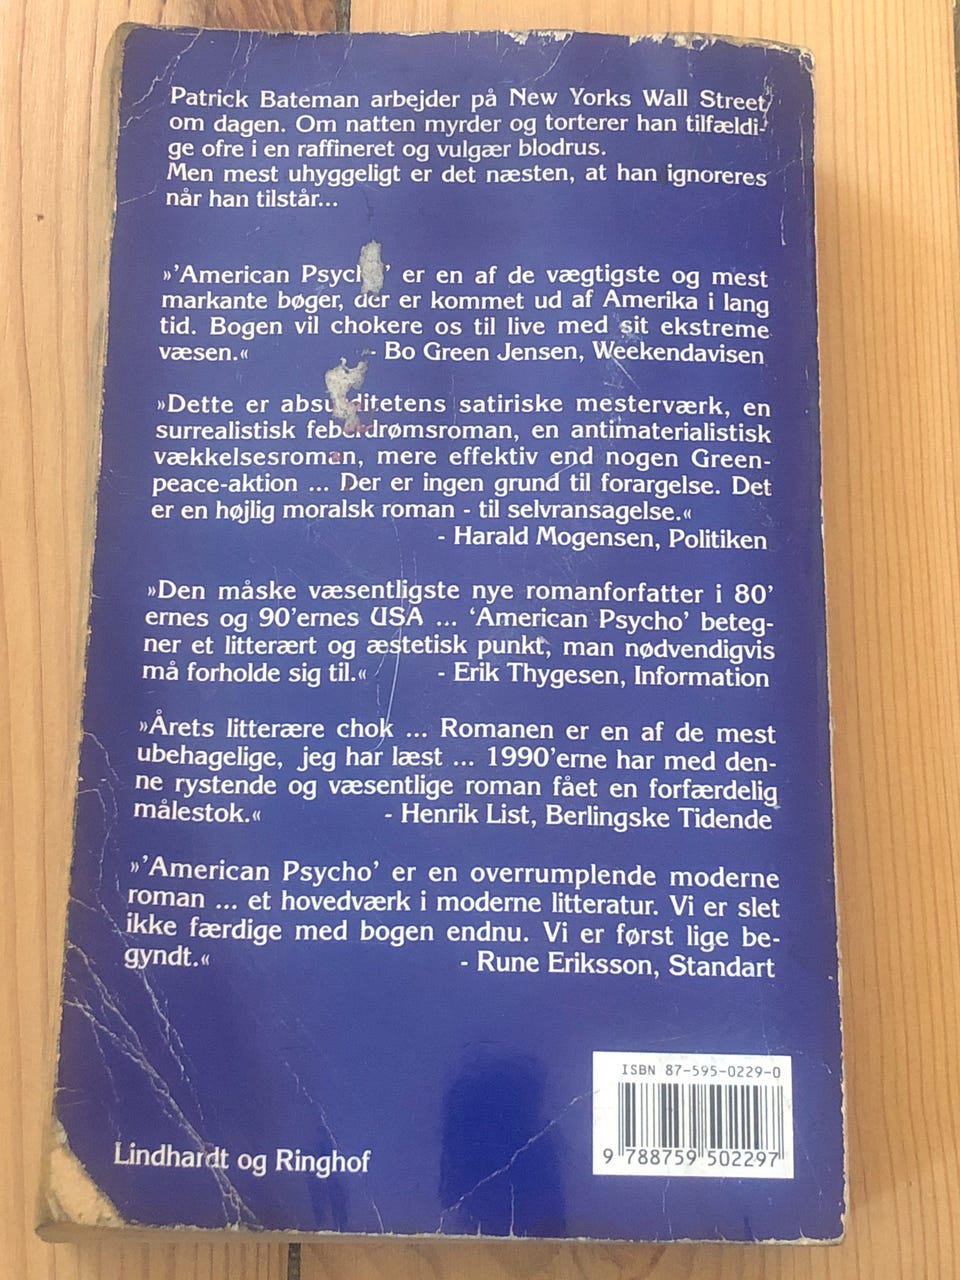 Patrick Bateman arbejder på New Yorks Wall Street
om dagen. Om natten myrder og torterer han tilfældi-
ge ofre i en raffineret og vulgær blodrus.
Men mest uhyggeligt er det næsten, at han ignoreres
når han tilstår...
»'American Psycho' er en af de vægtigste og mest
markante bøger, der er kommet ud af Amerika i lang
tid. Bogen vil chokere os til live med sit ekstreme
væsen.« - Bo Green Jensen, Weekendavisen
»Dette er absurditetens satiriske mesterværk, en
surrealistisk feberdrømsroman, en antimaterialistisk
vækkelsesroman, mere effektiv end nogen Green-
peace-aktion ... Der er ingen grund til forargelse. Det
er en højlig moralsk roman - til selvransagelse.«
- Harald Mogensen, Politiken
»Den måske væsentligste nye romanforfatter i 80'
ernes og 90'ernes USA ... 'American Psycho' beteg-
ner et litterært og æstetisk punkt, man nødvendigvis
må forholde sig til.« - Erik Thygesen, Information
»Årets litterære chok ... Romanen er en af de mest
ubehagelige, jeg har læst ... 1990'erne har med den-
ne rystende og væsentlige roman fået en forfærdelig
målestok.« - Henrik List, Berlingske Tidende
»'American Psycho' er en overrumplende moderne
roman ... et hovedværk i moderne litteratur. Vi er slet
ikke færdige med bogen endnu. Vi er først lige be-
gyndt.« - Rune Eriksson, Standart
ISBN 87-595-0229-0
9 788759 502297
Lindhardt og Ringhof